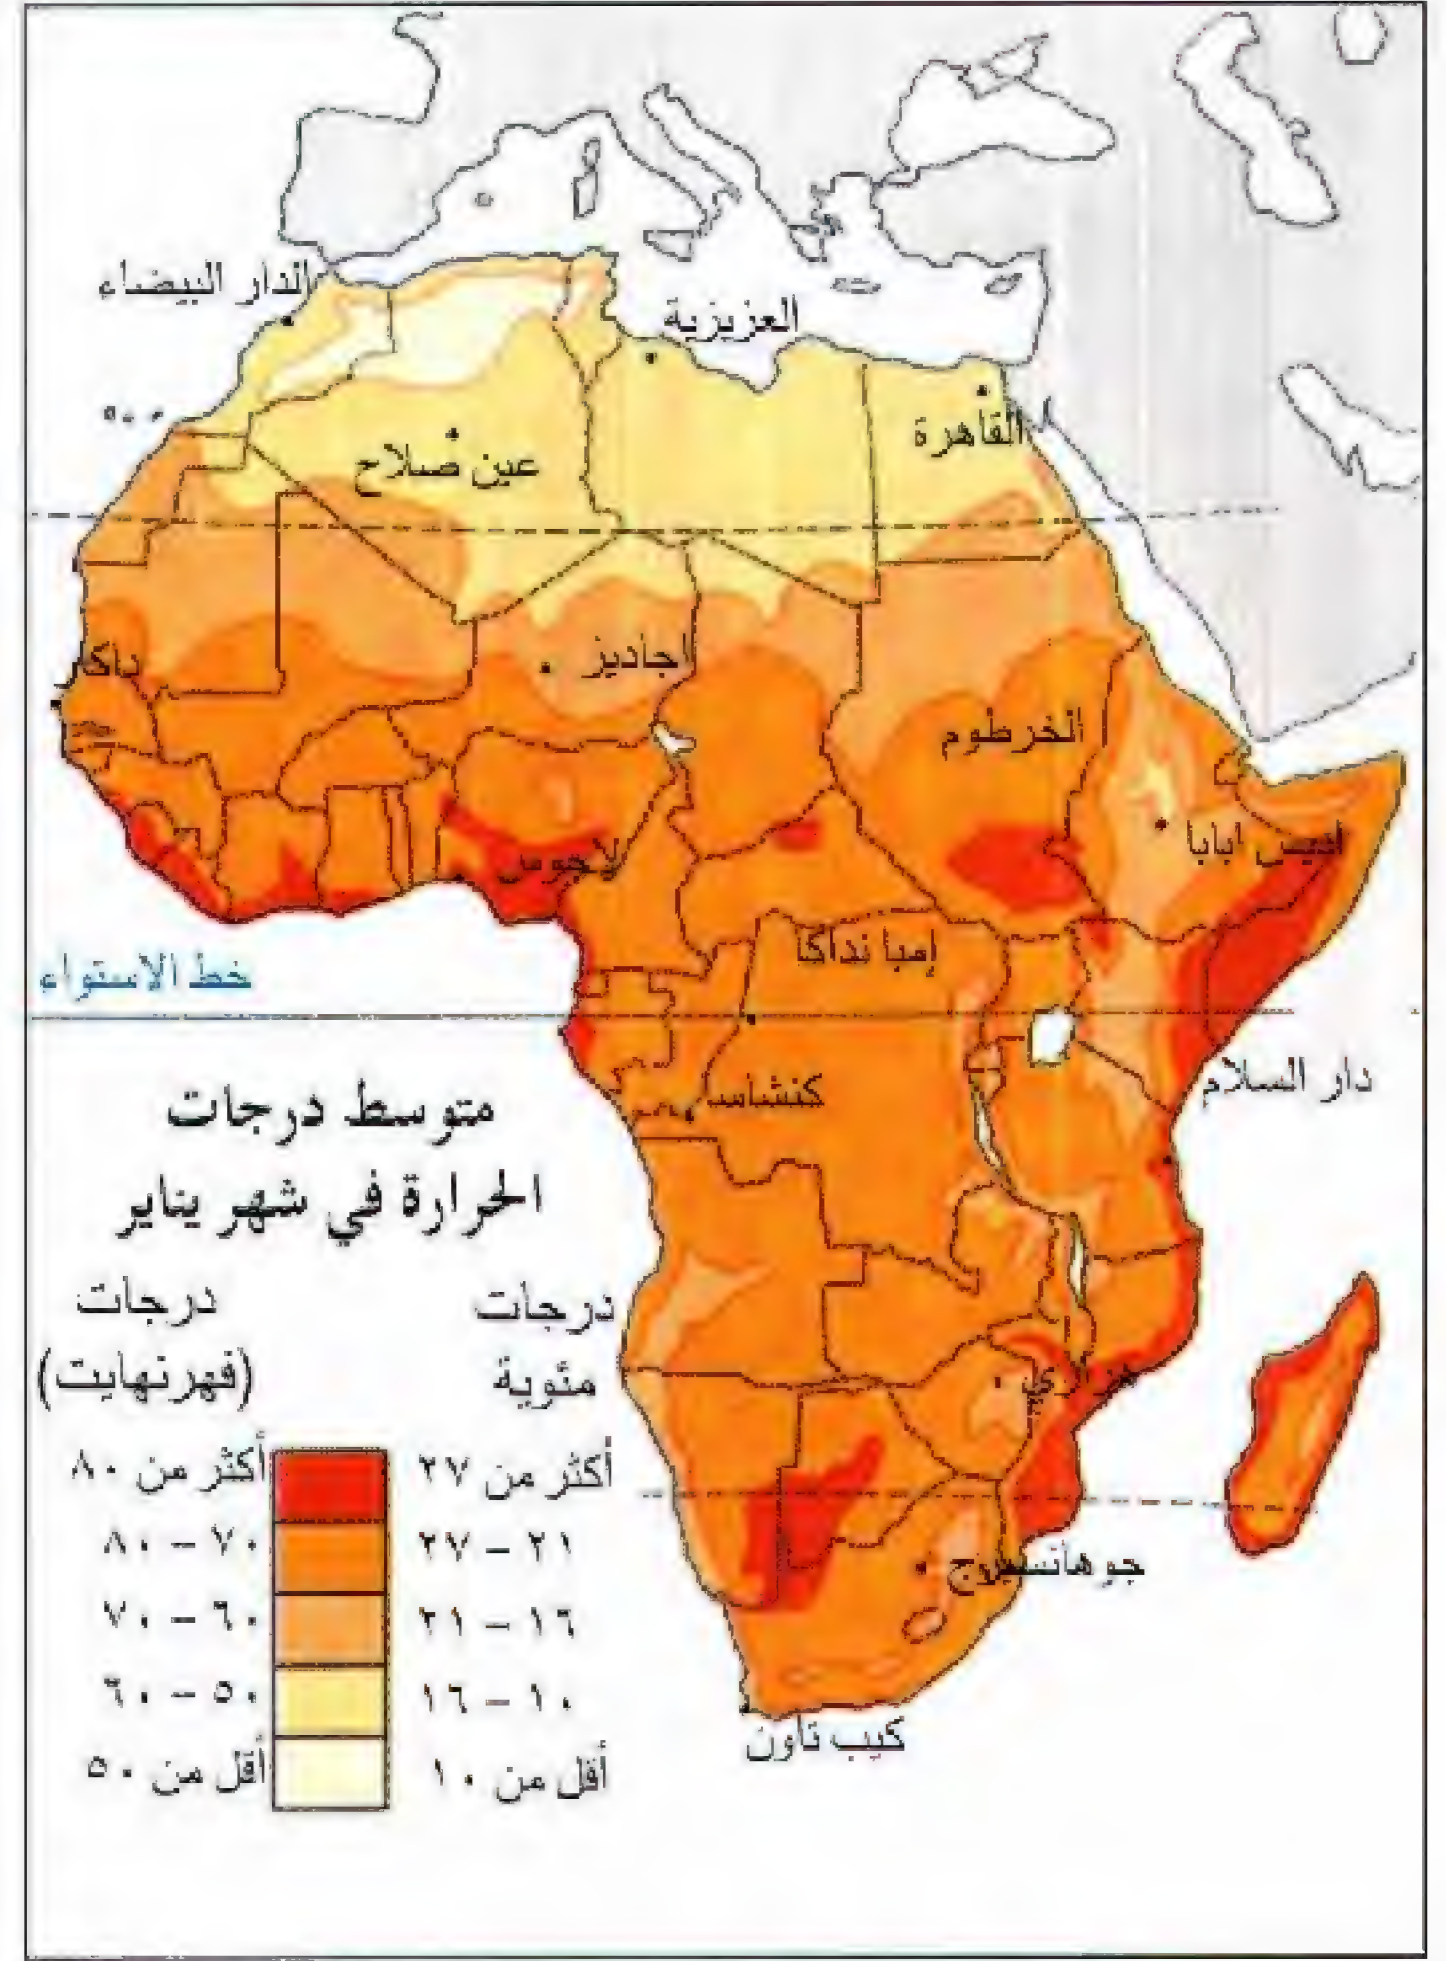 الدار البيضاء
العزيزية
القاهرة
عين صلاح
داكار
اجاديز
الخرطوم
اديس ابابا
لاجوس
إمبا نداكا
خط الاستواء
كنشاسا
دار السلام
هراري
جوهانسبرج
كيب تاون
متوسط درجات
الحرارة في شهر يناير
درجات
مئوية
درجات
(فهرنهايت)
أكثر من ٢٧
أكثر من ٨٠
٢١ – ٢٧
٧٠ – ٨٠
١٦ – ٢١
٦٠ – ٧٠
١٠ – ١٦
٥٠ – ٦٠
أقل من ١٠
أقل من ٥٠